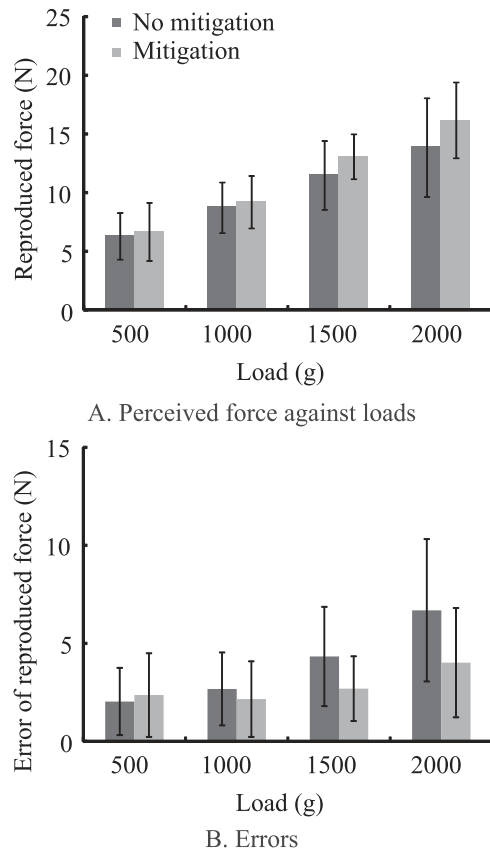 25
No mitigation
Mitigation
20
15
10
5
0
Reproduced force (N)
500 1000 1500 2000
Load (g)
A. Perceived force against loads
15
10
5
0
Error of reproduced force (N)
500 1000 1500 2000
Load (g)
B. Errors